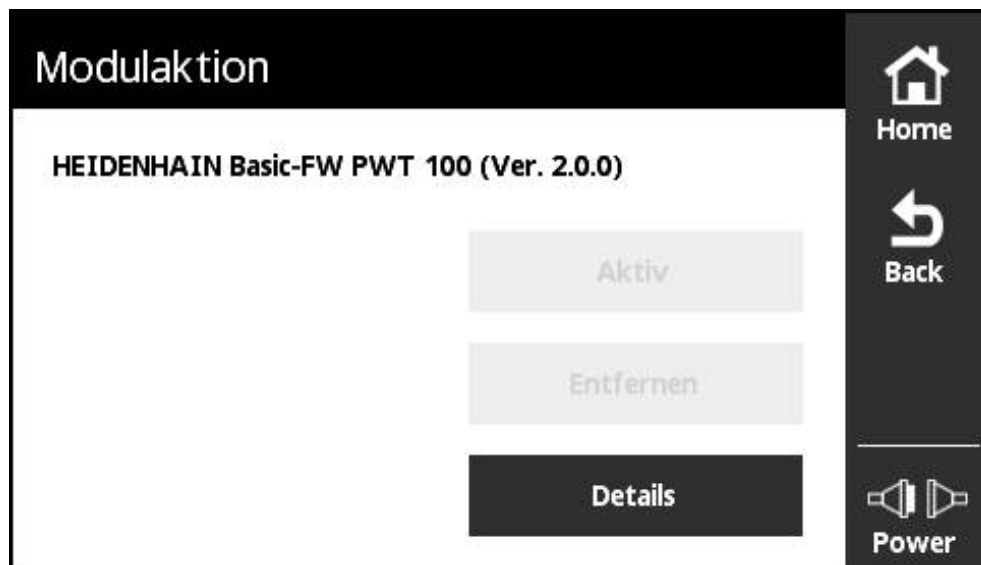 Modulaktion
Home
HEIDENHAIN Basic-FW PWT 100 (Ver. 2.0.0)
Back
Aktiv
Entfernen
Details
Power